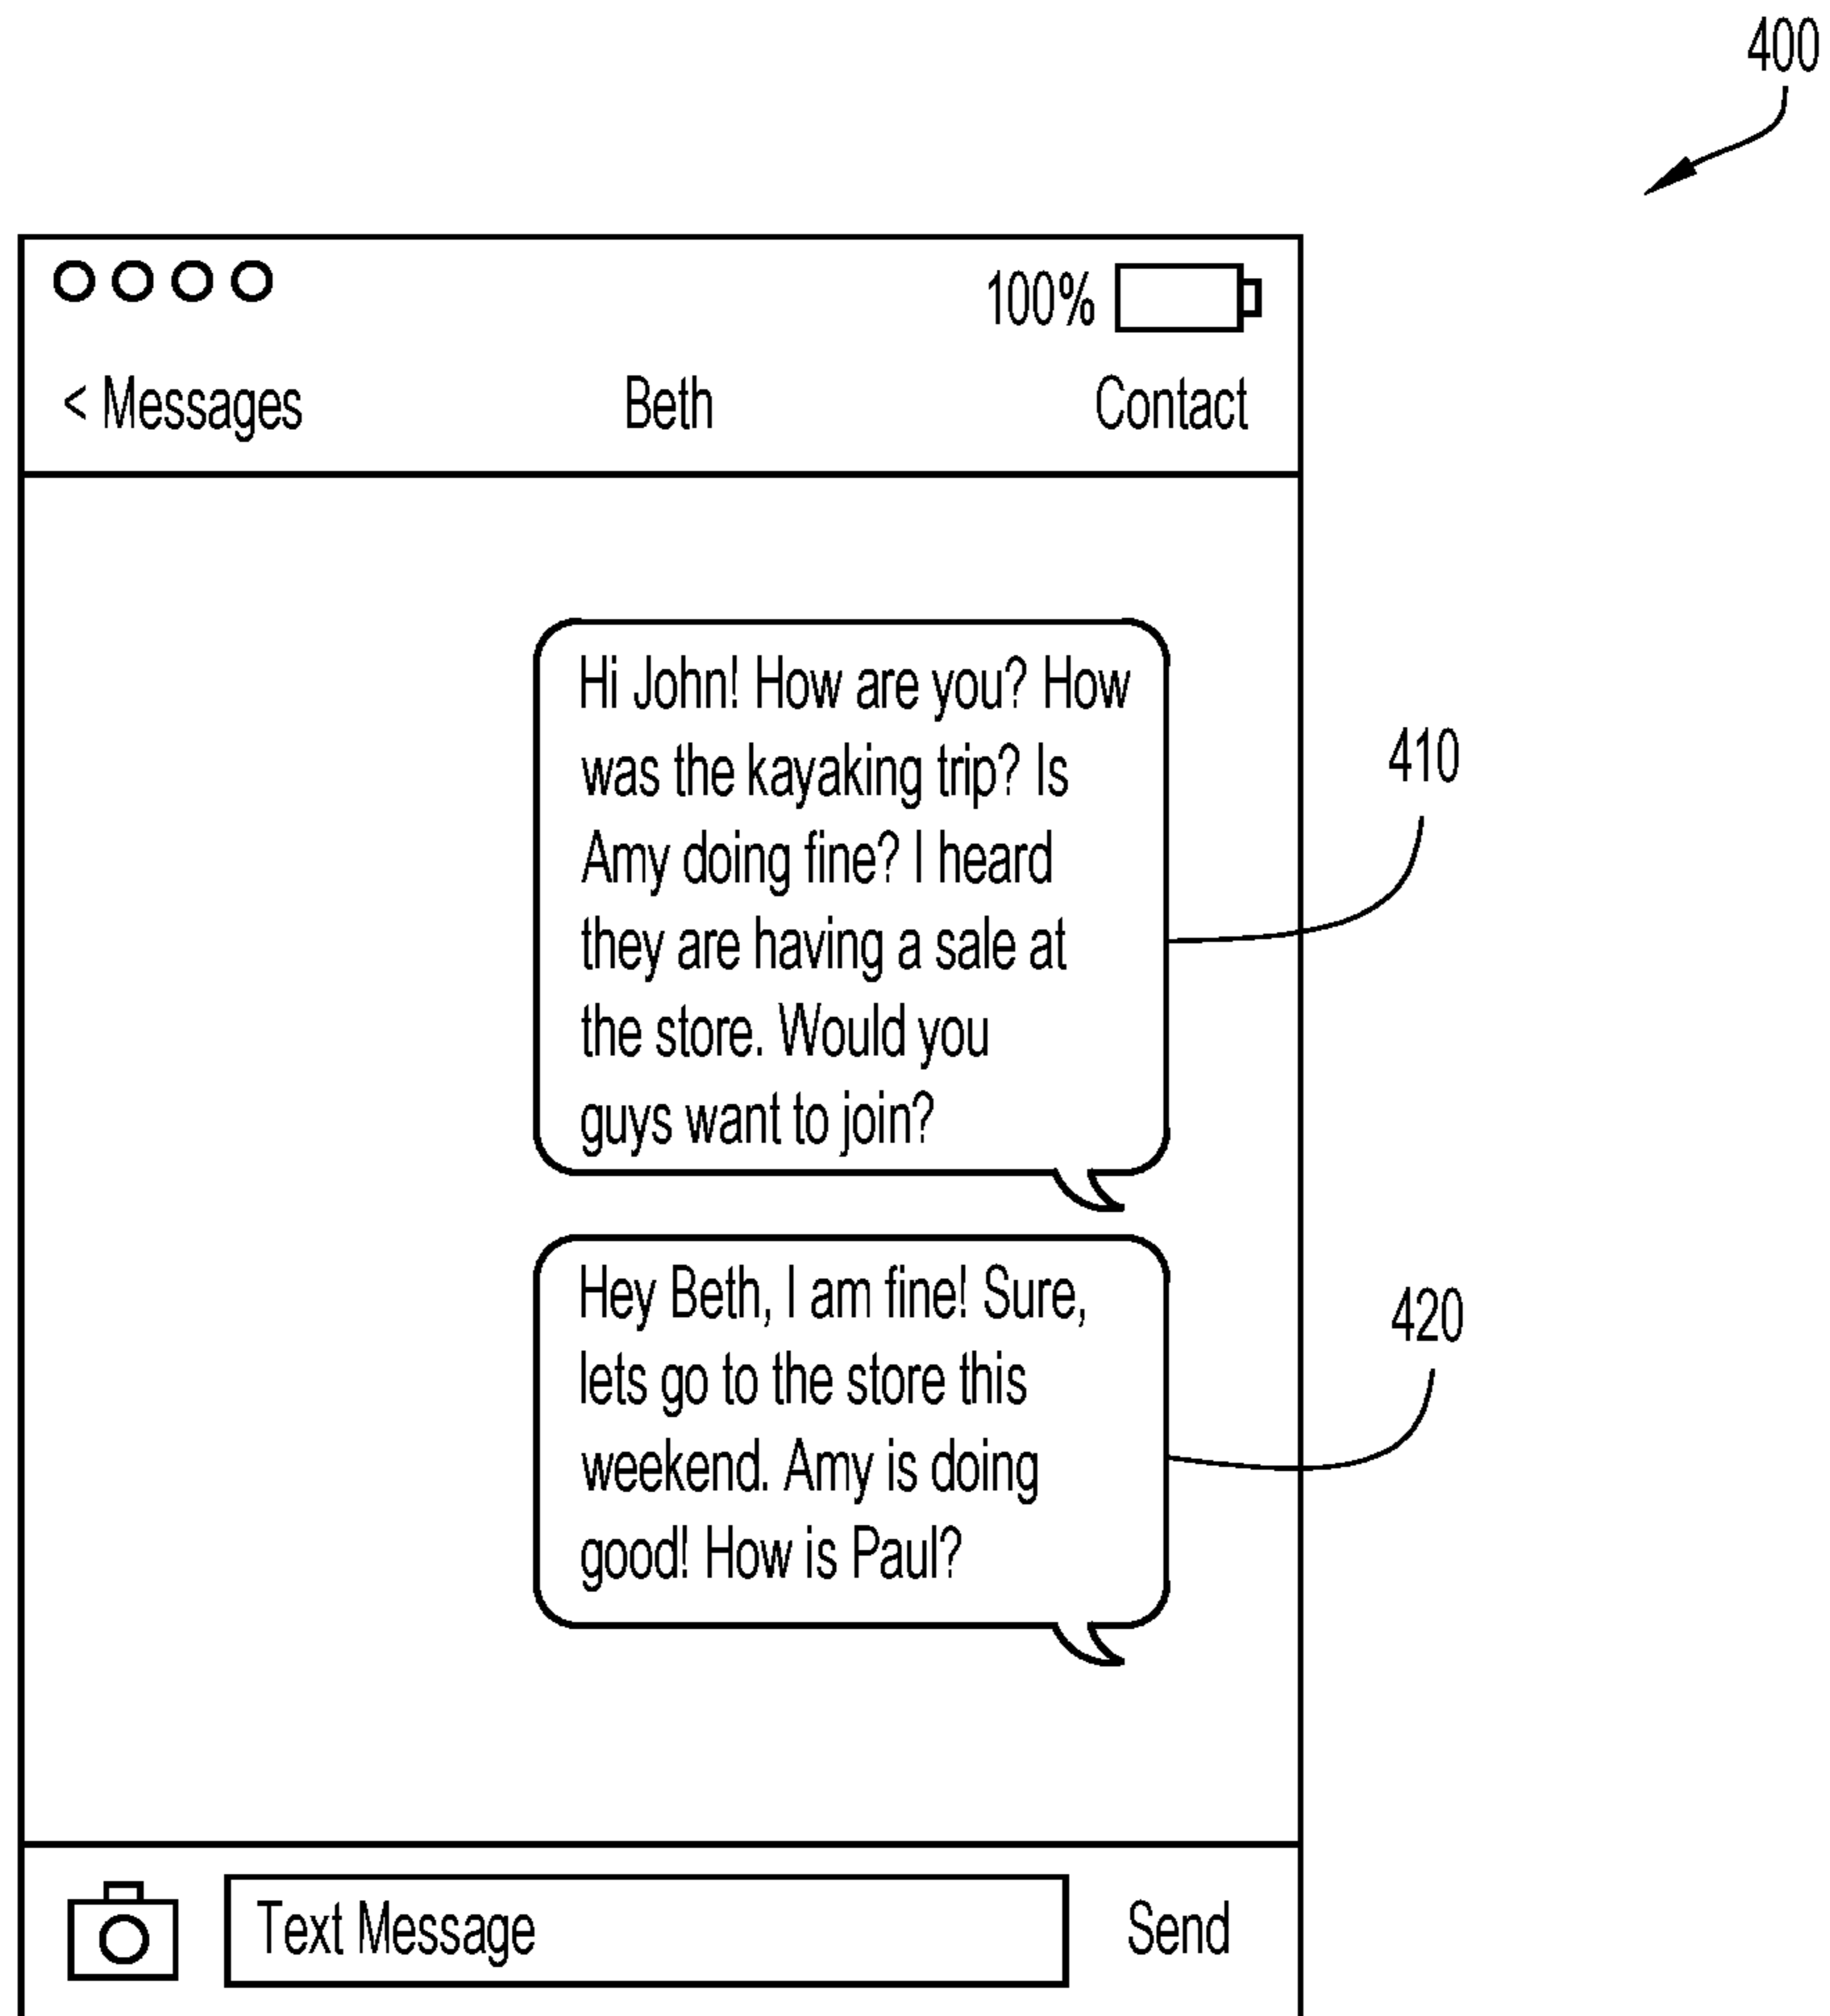 400
100%
< Messages Beth Contact
Hi John! How are you? How
was the kayaking trip? Is
Amy doing fine? I heard
they are having a sale at
the store. Would you
guys want to join?
410
Hey Beth, I am fine! Sure,
lets go to the store this
weekend. Amy is doing
good! How is Paul?
420
Text Message Send